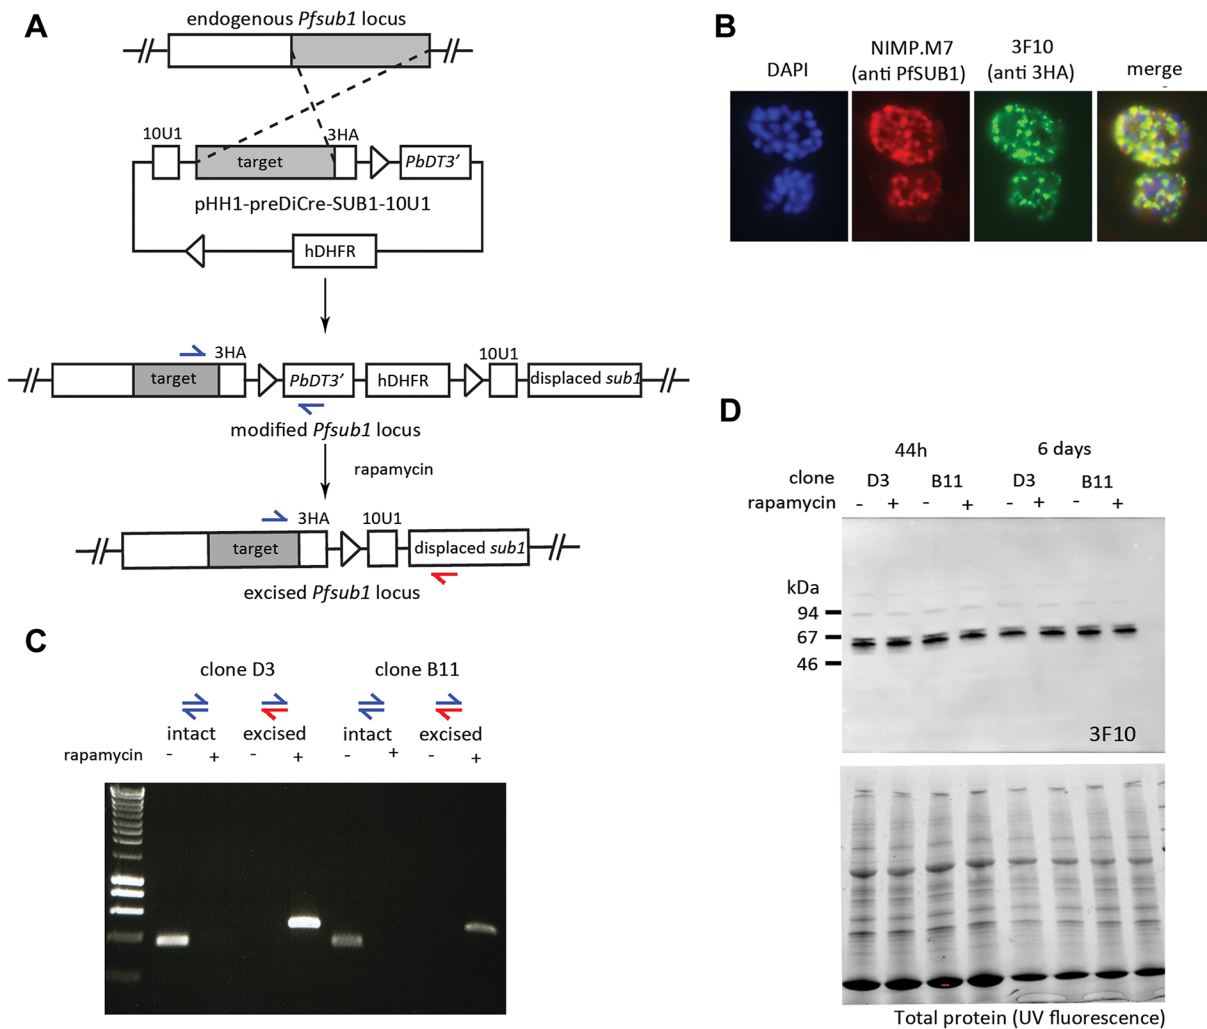 A
endogenous Pfsub1 locus
10U1
3HA
target
PbDT3’
pHH1-preDiCre-SUB1-10U1
hDHFR
3HA
10U1
target
PbDT3’
hDHFR
displaced sub1
modified Pfsub1 locus
rapamycin
3HA
10U1
target
displaced sub1
excised Pfsub1 locus
B
DAPI
NIMP.M7
(anti PfSUB1)
3F10
(anti 3HA)
merge
C
clone D3
clone B11
intact
excised
intact
excised
rapamycin
- + - + - + - +
D
44h
6 days
clone D3 B11 D3 B11
rapamycin - + - + - + - +
kDa
94
67
46
3F10
Total protein (UV fluorescence)